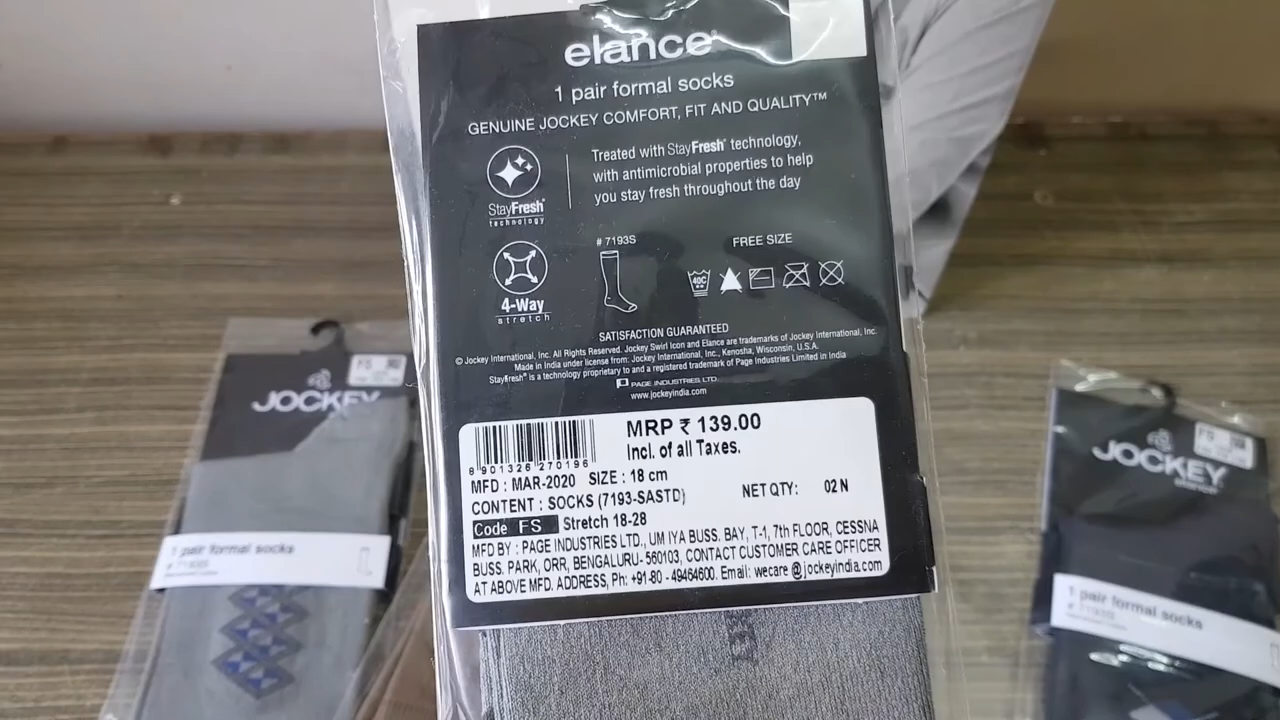 elance
1 pair formal socks
GENUINE JOCKEY COMFORT, FIT AND QUALITY™
Treated with StayFresh® technology,
with antimicrobial properties to help
you stay fresh throughout the day
StayFresh®
technology
# 7193S
FREE SIZE
40C
4-Way
stretch
SATISFACTION GUARANTEED
© Jockey International, Inc. All Rights Reserved. Jockey Swirl Icon and Elance are trademarks of Jockey International, Inc.
Made in India under license from: Jockey International, Inc., Kenosha, Wisconsin, U.S.A.
StayFresh® is a technology proprietary to and a registered trademark of Page Industries Limited in India
PAGE INDUSTRIES LTD
www.jockeyindia.com
MRP ₹ 139.00
Incl. of all Taxes.
8 901326 270196
MFD : MAR-2020 SIZE : 18 cm
CONTENT : SOCKS (7193-SASTD)
NET QTY: 02 N
Code FS Stretch 18-28
MFD BY : PAGE INDUSTRIES LTD., UM IYA BUSS. BAY, T-1, 7th FLOOR, CESSNA
BUSS. PARK, ORR, BENGALURU- 560103, CONTACT CUSTOMER CARE OFFICER
AT ABOVE MFD. ADDRESS, Ph: +91-80 - 49464600. Email: wecare @jockeyindia.com
FS
JOCKEY
1 pair formal socks
# 7193S
FS
JOCKEY
1 pair formal socks
# 7193S